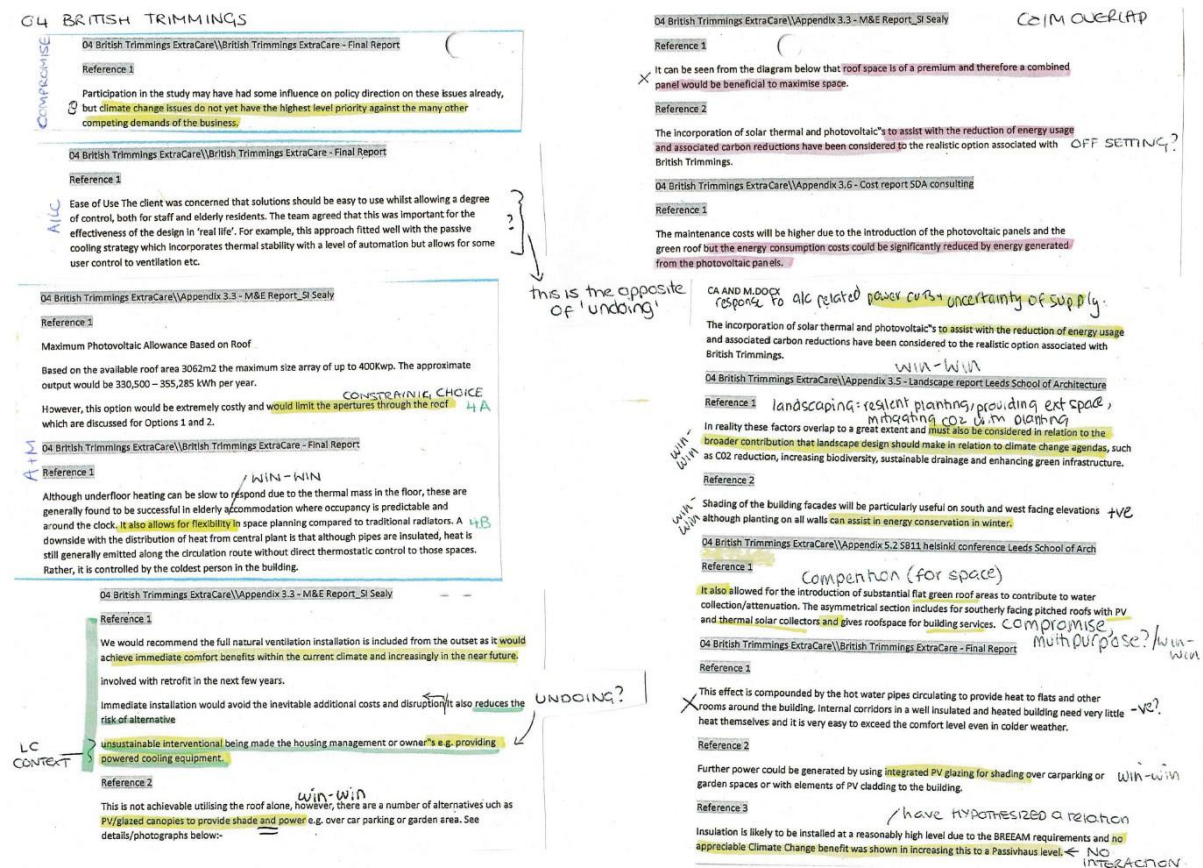 04 BRITISH TRIMMINGS
COMPROMISE
04 British Trimmings ExtraCare\\British Trimmings ExtraCare - Final Report
Reference 1
Participation in the study may have had some influence on policy direction on these issues already,
but climate change issues do not yet have the highest level priority against the many other
competing demands of the business.
04 British Trimmings ExtraCare\\British Trimmings ExtraCare - Final Report
Reference 1
Ease of Use The client was concerned that solutions should be easy to use whilst allowing a degree
of control, both for staff and elderly residents. The team agreed that this was important for the
effectiveness of the design in 'real life'. For example, this approach fitted well with the passive
cooling strategy which incorporates thermal stability with a level of automation but allows for some
user control to ventilation etc.
?
this is the opposite
of 'undoing'
04 British Trimmings ExtraCare\\Appendix 3.3 - M&E Report_SI Sealy
Reference 1
Maximum Photovoltaic Allowance Based on Roof
Based on the available roof area 3062m2 the maximum size array of up to 400Kwp. The approximate
output would be 330,500 – 355,285 kWh per year.
CONSTRAINING CHOICE
However, this option would be extremely costly and would limit the apertures through the roof 4A
which are discussed for Options 1 and 2.
A+M
04 British Trimmings ExtraCare\\British Trimmings ExtraCare - Final Report
Reference 1
WIN-WIN
Although underfloor heating can be slow to respond due to the thermal mass in the floor, these are
generally found to be successful in elderly accommodation where occupancy is predictable and
around the clock. It also allows for flexibility in space planning compared to traditional radiators. A 4B
downside with the distribution of heat from central plant is that although pipes are insulated, heat is
still generally emitted along the circulation route without direct thermostatic control to those spaces.
Rather, it is controlled by the coldest person in the building.
04 British Trimmings ExtraCare\\Appendix 3.3 - M&E Report_SI Sealy
Reference 1
We would recommend the full natural ventilation installation is included from the outset as it would
achieve immediate comfort benefits within the current climate and increasingly in the near future.
involved with retrofit in the next few years.
Immediate installation would avoid the inevitable additional costs and disruption. It also reduces the
risk of alternative
UNDOING?
LC
CONTEXT
unsustainable interventional being made the housing management or owner"s e.g. providing
powered cooling equipment.
Reference 2
win-win
This is not achievable utilising the roof alone, however, there are a number of alternatives uch as
PV/glazed canopies to provide shade and power e.g. over car parking or garden area. See
details/photographs below:-
04 British Trimmings ExtraCare\\Appendix 3.3 - M&E Report_SI Sealy
OVERLAP
Reference 1
It can be seen from the diagram below that roof space is of a premium and therefore a combined
panel would be beneficial to maximise space.
Reference 2
The incorporation of solar thermal and photovoltaic"s to assist with the reduction of energy usage
and associated carbon reductions have been considered to the realistic option associated with
British Trimmings.
OFF SETTING?
04 British Trimmings ExtraCare\\Appendix 3.6 - Cost report SDA consulting
Reference 1
The maintenance costs will be higher due to the introduction of the photovoltaic panels and the
green roof but the energy consumption costs could be significantly reduced by energy generated
from the photovoltaic panels.
CA AND M.DOCX
response to a/c related power cuts + uncertainty of supply.
The incorporation of solar thermal and photovoltaic"s to assist with the reduction of energy usage
and associated carbon reductions have been considered to the realistic option associated with
British Trimmings.
WIN-WIN
04 British Trimmings ExtraCare\\Appendix 3.5 - Landscape report Leeds School of Architecture
Reference 1 landscaping: resilient planting, providing ext space,
mitigating CO2 with planting
In reality these factors overlap to a great extent and must also be considered in relation to the
broader contribution that landscape design should make in relation to climate change agendas, such
as C02 reduction, increasing biodiversity, sustainable drainage and enhancing green infrastructure.
win-win
Reference 2
win-win
Shading of the building facades will be particularly useful on south and west facing elevations +ve
although planting on all walls can assist in energy conservation in winter.
04 British Trimmings ExtraCare\\Appendix 5.2 SB11 helsinki conference Leeds School of Arch
Reference 1
Competition (for space)
It also allowed for the introduction of substantial flat green roof areas to contribute to water
collection/attenuation. The asymmetrical section includes for southerly facing pitched roofs with PV
and thermal solar collectors and gives roofspace for building services. compromise,
multipurpose?/win-win
04 British Trimmings ExtraCare\\British Trimmings ExtraCare - Final Report
Reference 1
This effect is compounded by the hot water pipes circulating to provide heat to flats and other
rooms around the building. Internal corridors in a well insulated and heated building need very little -ve?
heat themselves and it is very easy to exceed the comfort level even in colder weather.
Reference 2
Further power could be generated by using integrated PV glazing for shading over carparking or win-win
garden spaces or with elements of PV cladding to the building.
Reference 3
/have HYPOTHESIZED a relation
Insulation is likely to be installed at a reasonably high level due to the BREEAM requirements and no
appreciable Climate Change benefit was shown in increasing this to a Passivhaus level. ← NO
INTERACTION